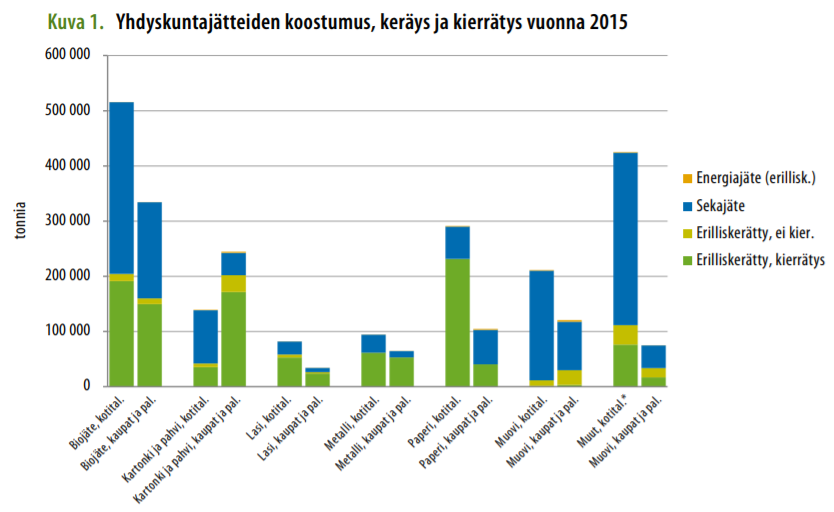 Kuva 1. Yhdyskuntajätteiden koostumus, keräys ja kierrätys vuonna 2015
600 000
500 000
400 000
300 000
200 000
100 000
0
tonnia
Energiajäte (erillisk.)
Sekajäte
Erilliskerätty, ei kier.
Erilliskerätty, kierrätys
Biojäte, kotital.
Biojäte, kaupat ja pal.
Kartonki ja pahvi, kotital.
Kartonki ja pahvi, kaupat ja pal.
Lasi, kotital.
Lasi, kaupat ja pal.
Metalli, kotital.
Metalli, kaupat ja pal.
Paperi, kotital.
Paperi, kaupat ja pal.
Muovi, kotital.
Muovi, kaupat ja pal.
Muut, kotital.*
Muovi, kaupat ja pal.